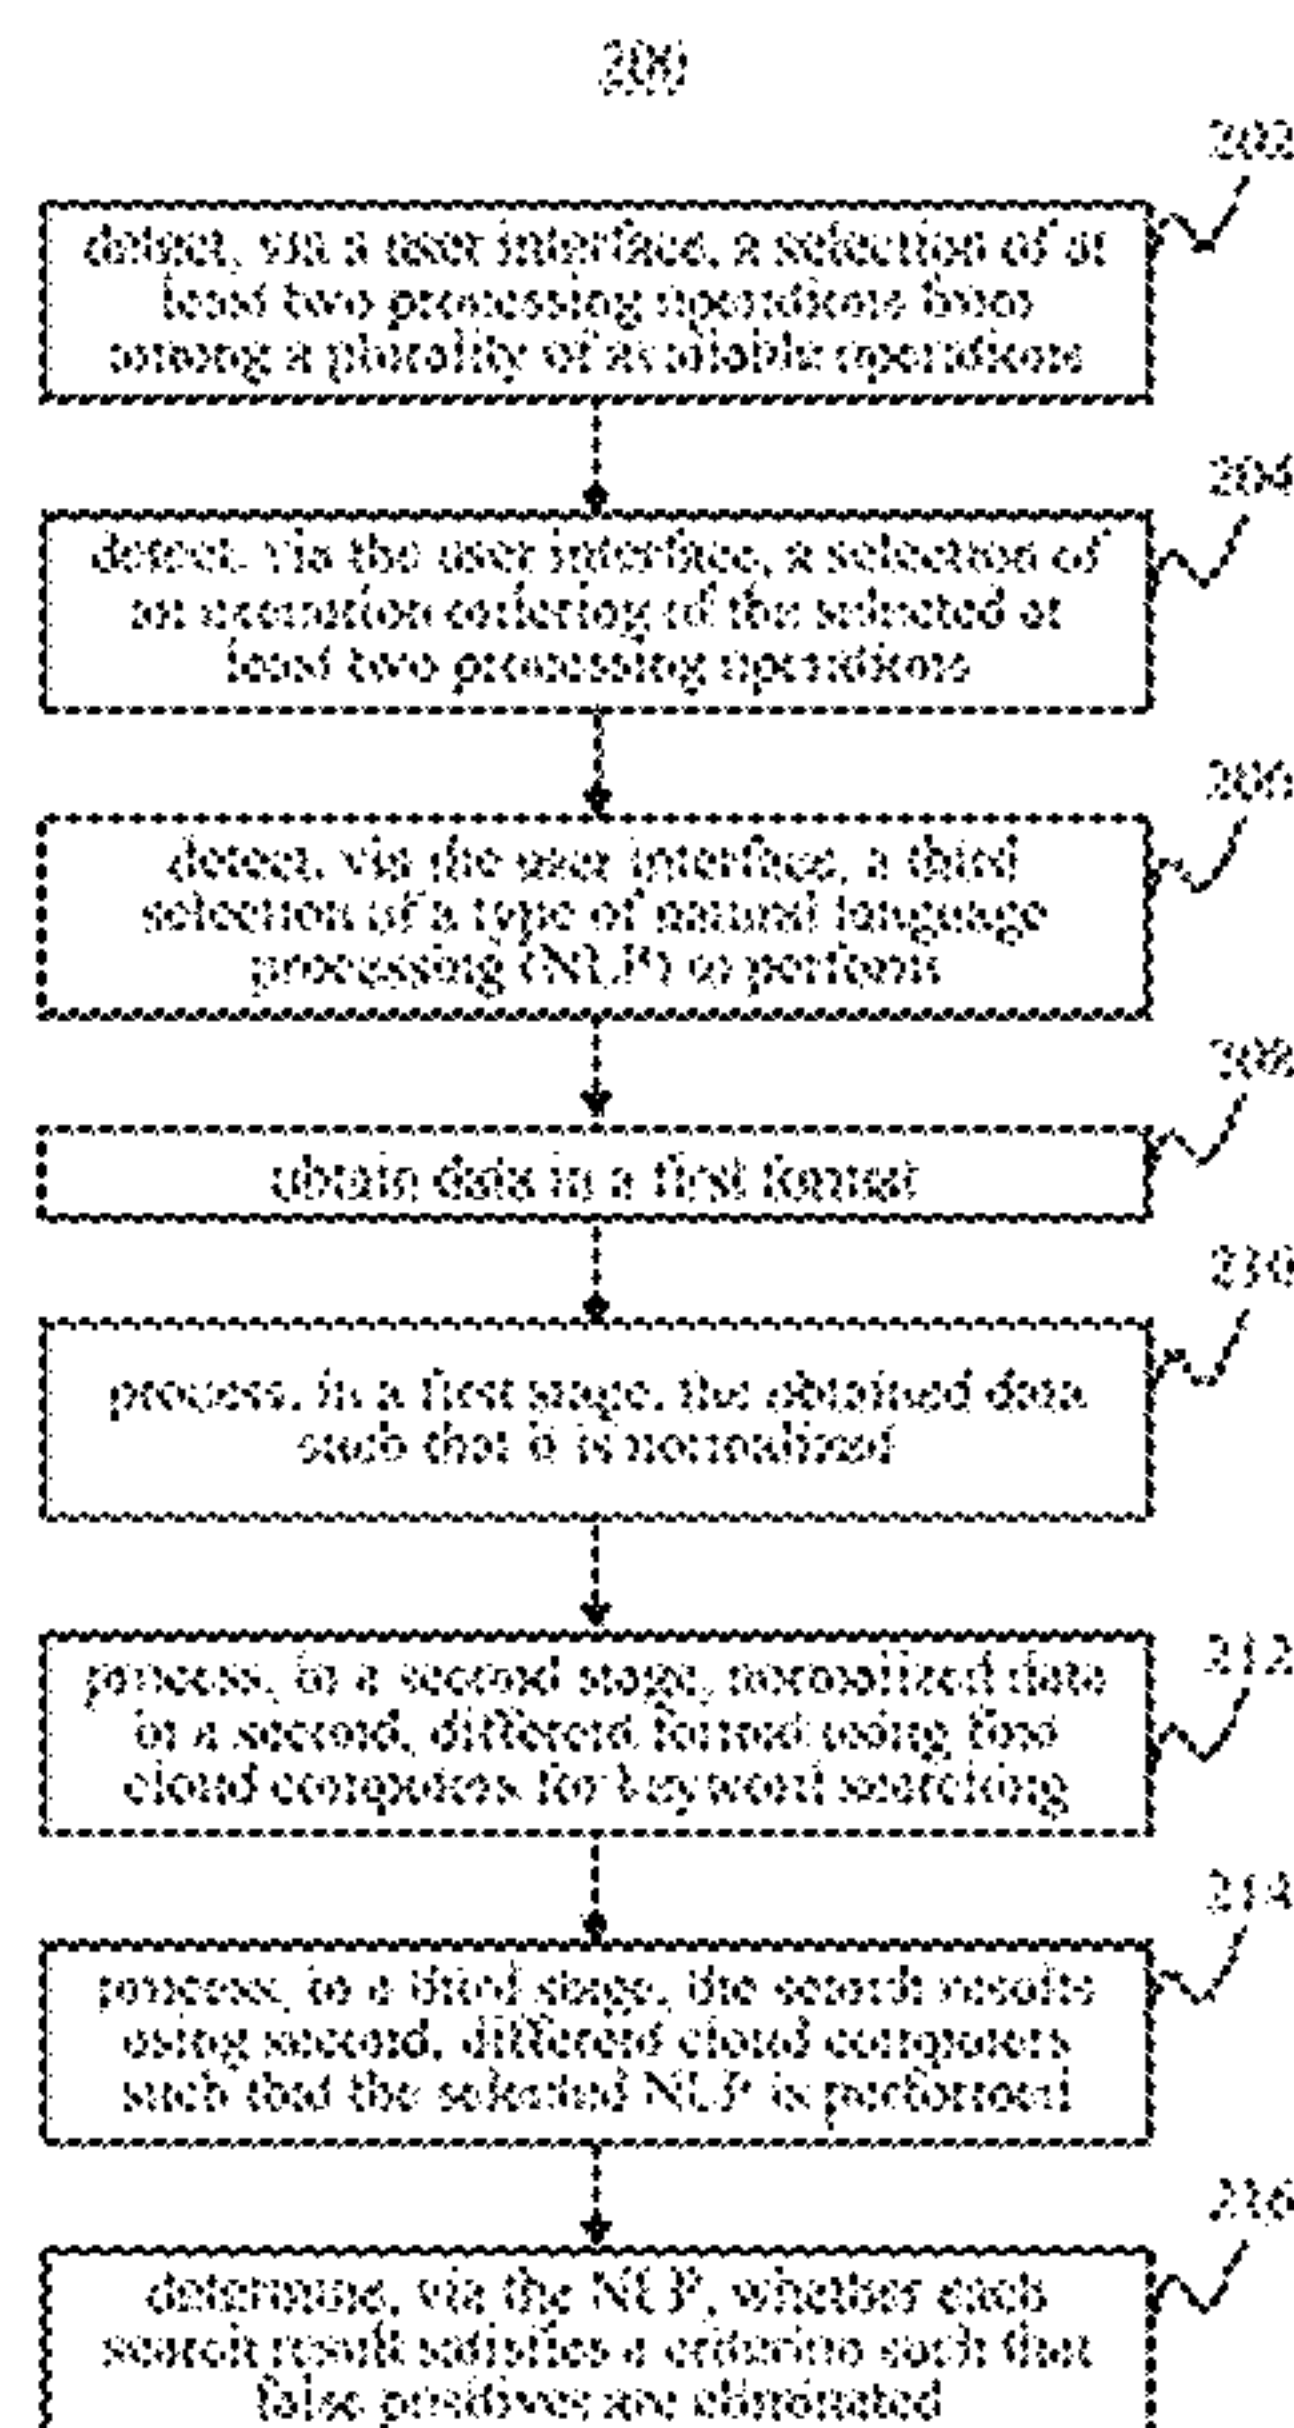 200
202
detect, via a user interface, a selection of at
least two processing operations from
among a plurality of available operations
204
detect, via the user interface, a selection of
an execution ordering of the selected at
least two processing operations
206
detect, via the user interface, a third
selection of a type of natural language
processing (NLP) to perform
208
obtain data in a first format
210
process, in a first stage, the obtained data
such that it is normalized
212
process, in a second stage, normalized data
in a second, different format using first
cloud computers for keyword searching
214
process, in a third stage, the search results
using second, different cloud computers
such that the selected NLP is performed
216
determine, via the NLP, whether each
search result satisfies a criterion such that
false positives are eliminated